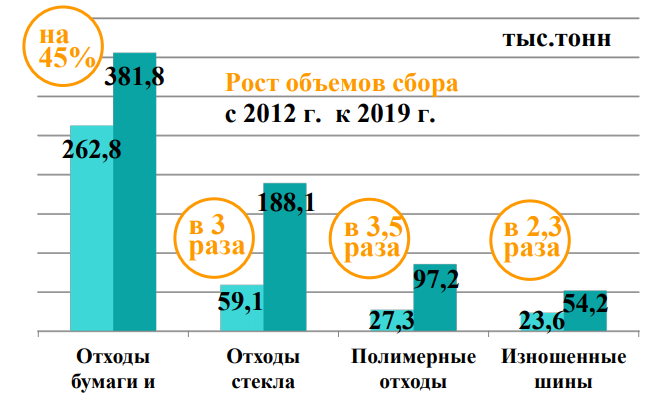 на
45%
тыс.тонн
381,8
Рост объемов сбора
с 2012 г. к 2019 г.
262,8
188,1
в 3
раза
в 3,5
раза
в 2,3
раза
59,1
97,2
27,3
54,2
23,6
Отходы
бумаги и
Отходы
стекла
Полимерные
отходы
Изношенные
шины